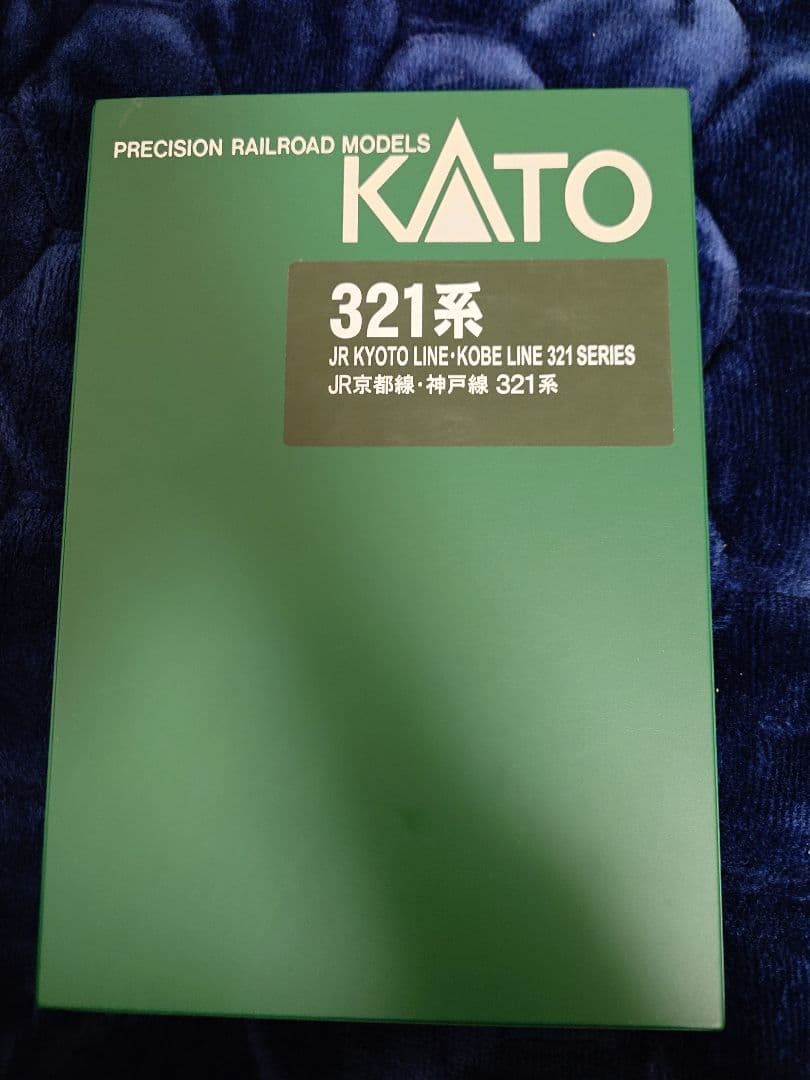 PRECISION RAILROAD MODELS
KATO
321系
JR KYOTO LINE･KOBE LINE 321 SERIES
JR京都線･神戸線 321系